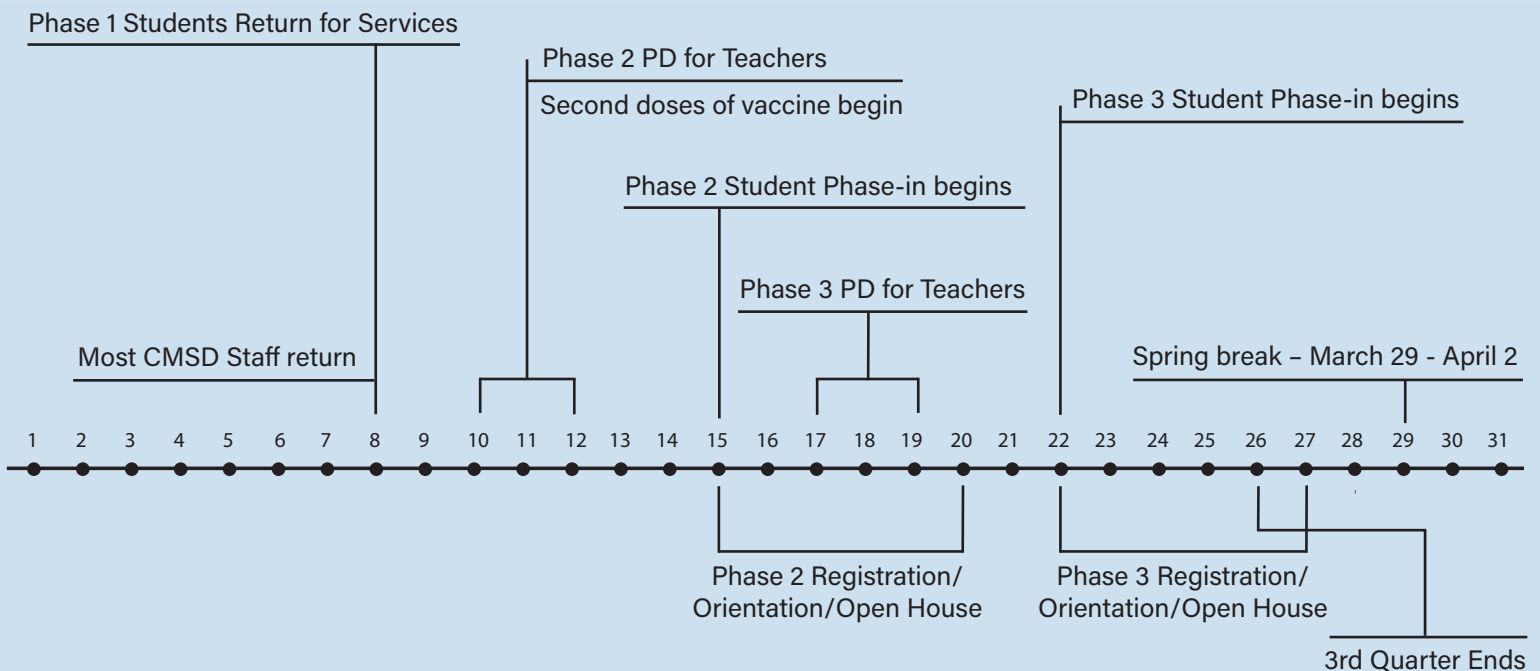 Phase 1 Students Return for Services
Phase 2 PD for Teachers
Second doses of vaccine begin
Phase 3 Student Phase-in begins
Phase 2 Student Phase-in begins
Phase 3 PD for Teachers
Most CMSD Staff return
Spring break – March 29 - April 2
1 2 3 4 5 6 7 8 9 10 11 12 13 14 15 16 17 18 19 20 21 22 23 24 25 26 27 28 29 30 31
Phase 2 Registration/
Orientation/Open House
Phase 3 Registration/
Orientation/Open House
3rd Quarter Ends